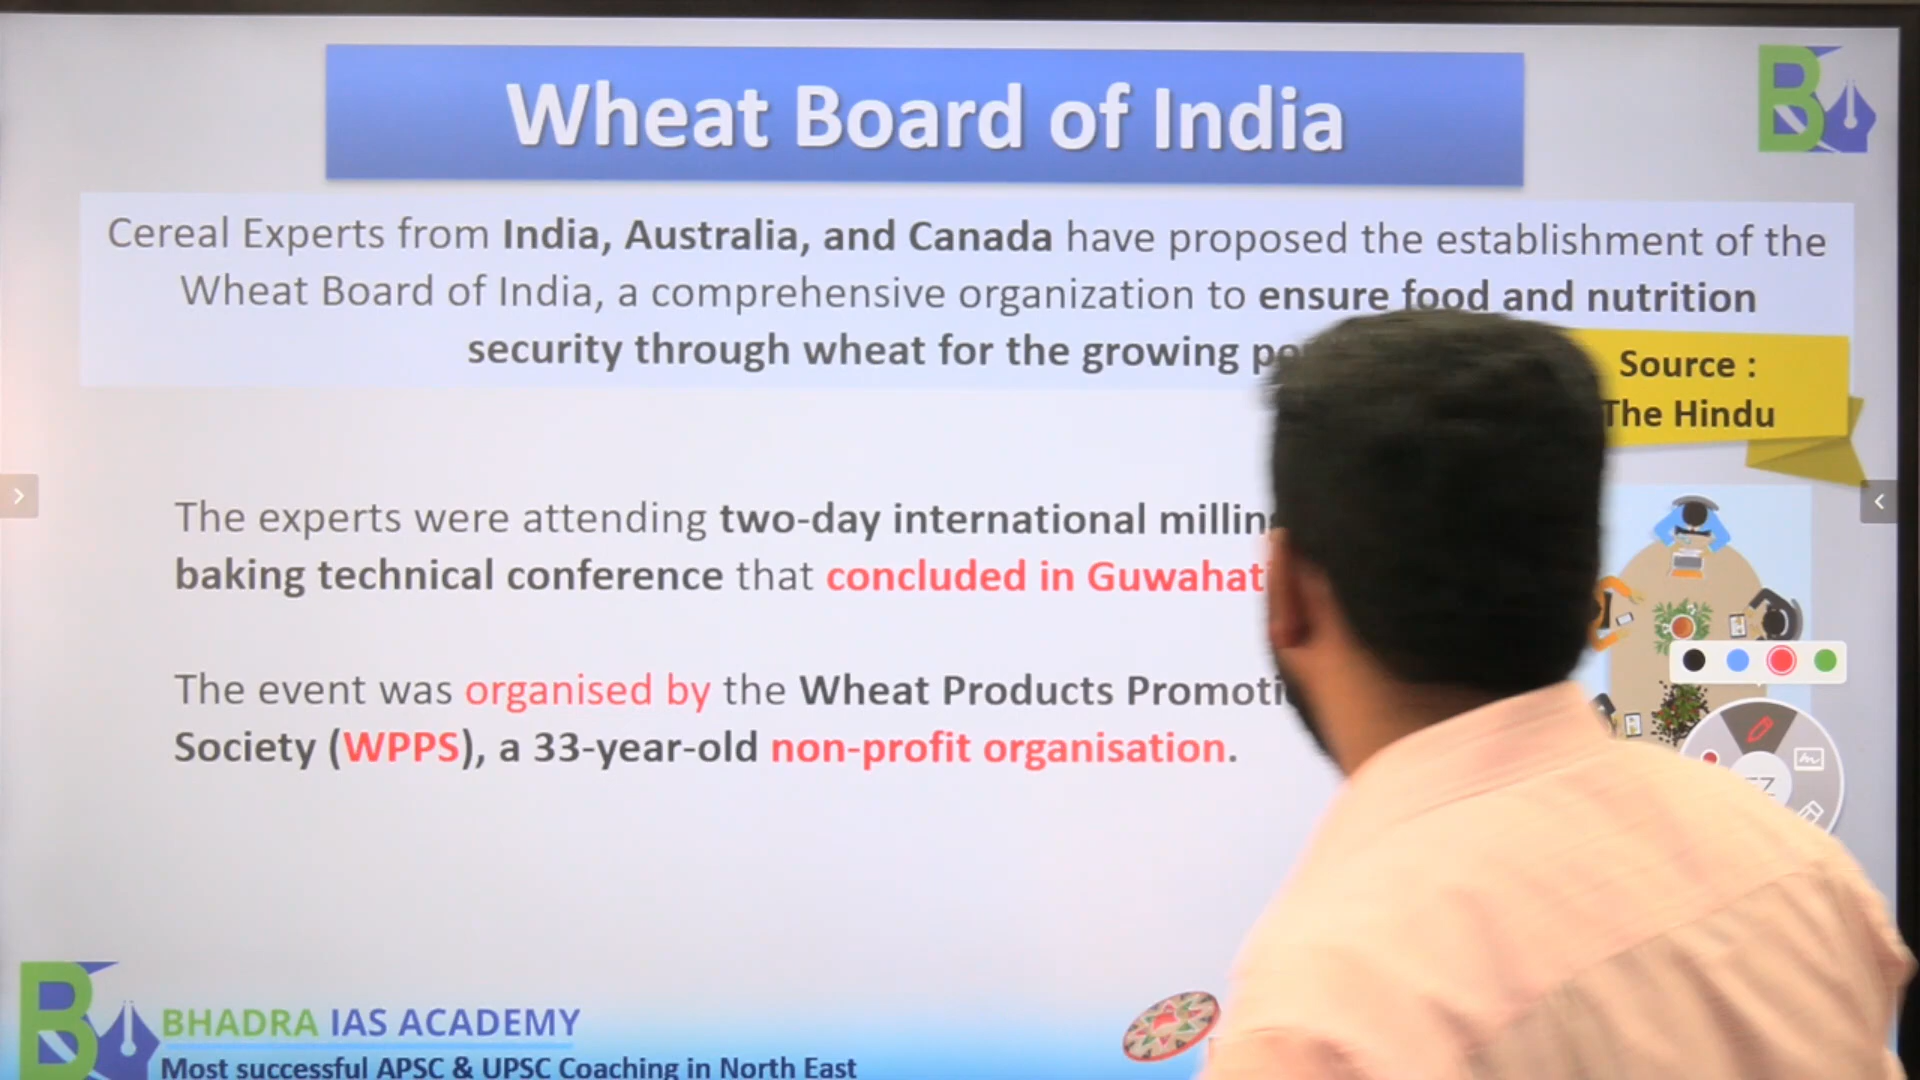 Wheat Board of India
Cereal Experts from India, Australia, and Canada have proposed the establishment of the
Wheat Board of India, a comprehensive organization to ensure food and nutrition
security through wheat for the growing
Source :
The Hindu
The experts were attending two-day international
baking technical conference that concluded in Guwahati
The event was organised by the Wheat Products
Society (WPPS), a 33-year-old non-profit organisation.
BHADRA IAS ACADEMY
Most successful APSC & UPSC Coaching in North East